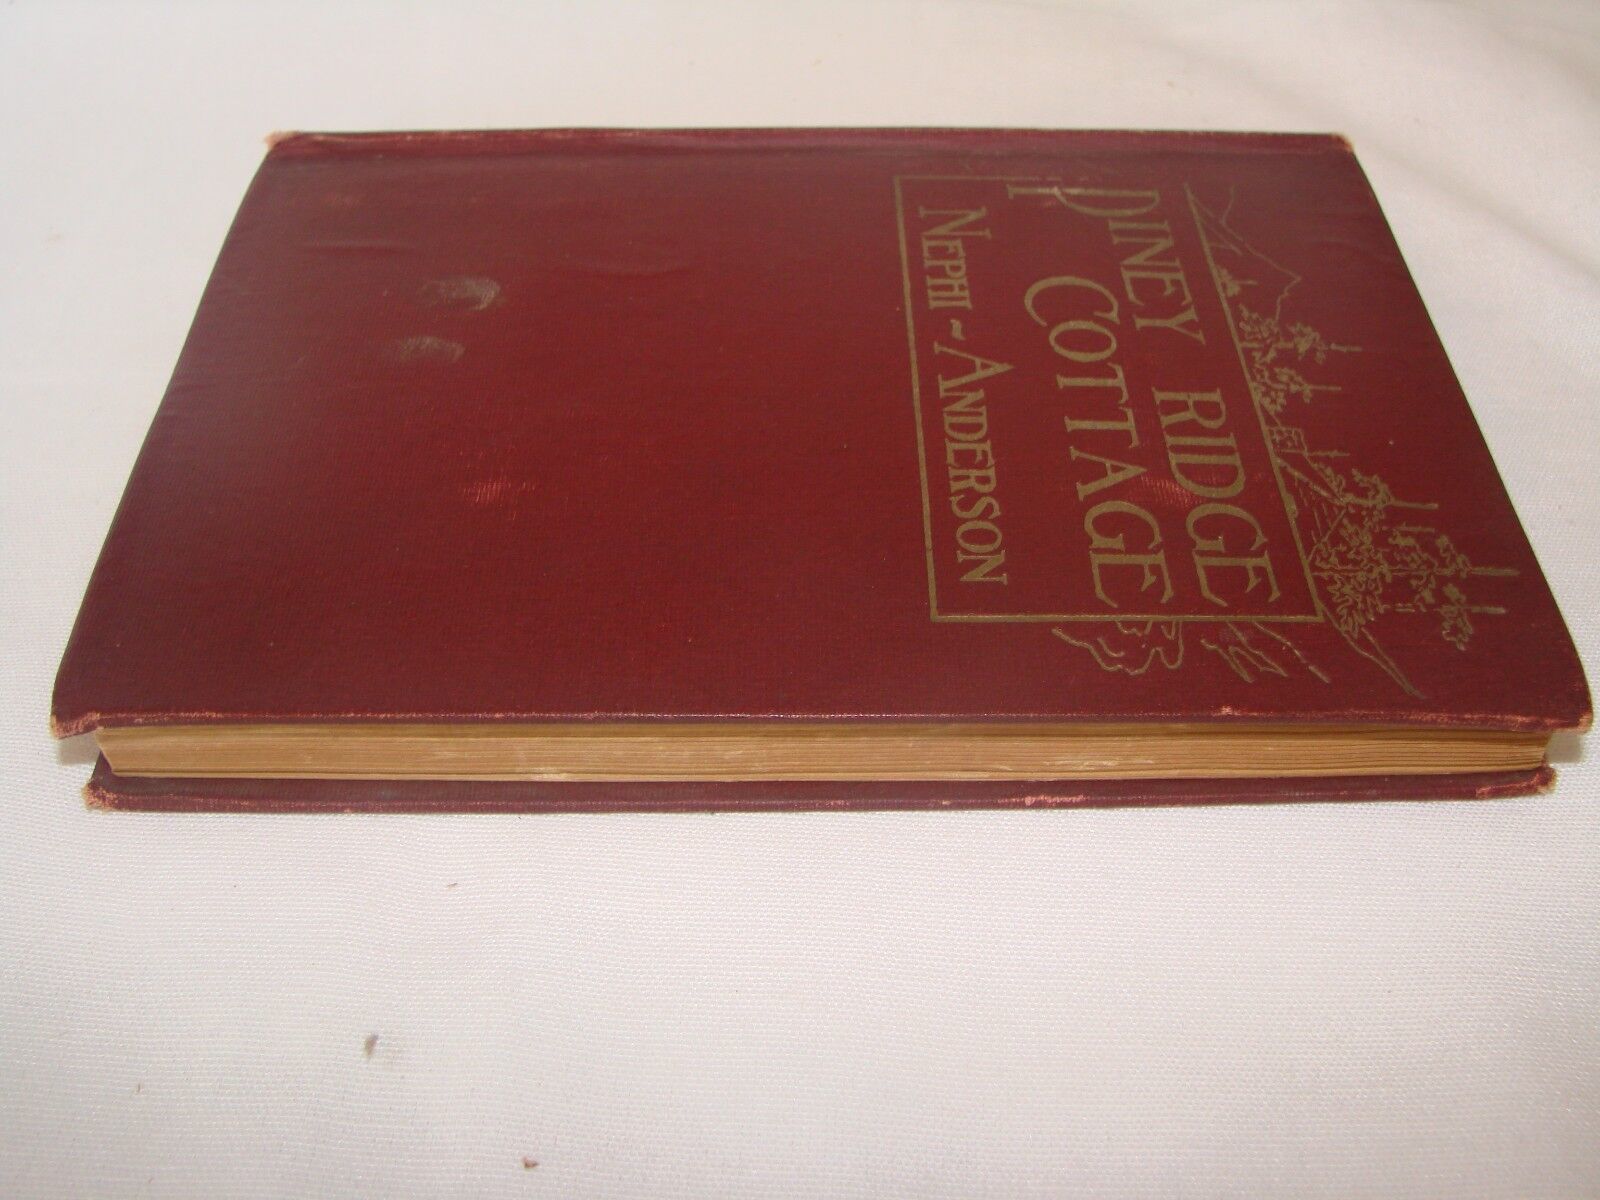 PINEY RIDGE
COTTAGE
NEPHI ~ ANDERSON